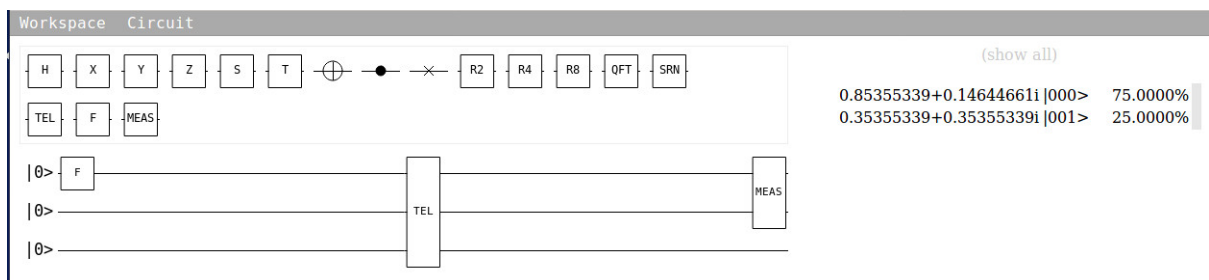 Workspace Circuit
(show all)
H X Y Z S T R2 R4 R8 QFT SRN
TEL F MEAS
0.85355339+0.14644661i |000> 75.0000%
0.35355339+0.35355339i |001> 25.0000%
|0> F
MEAS
|0> TEL
|0>